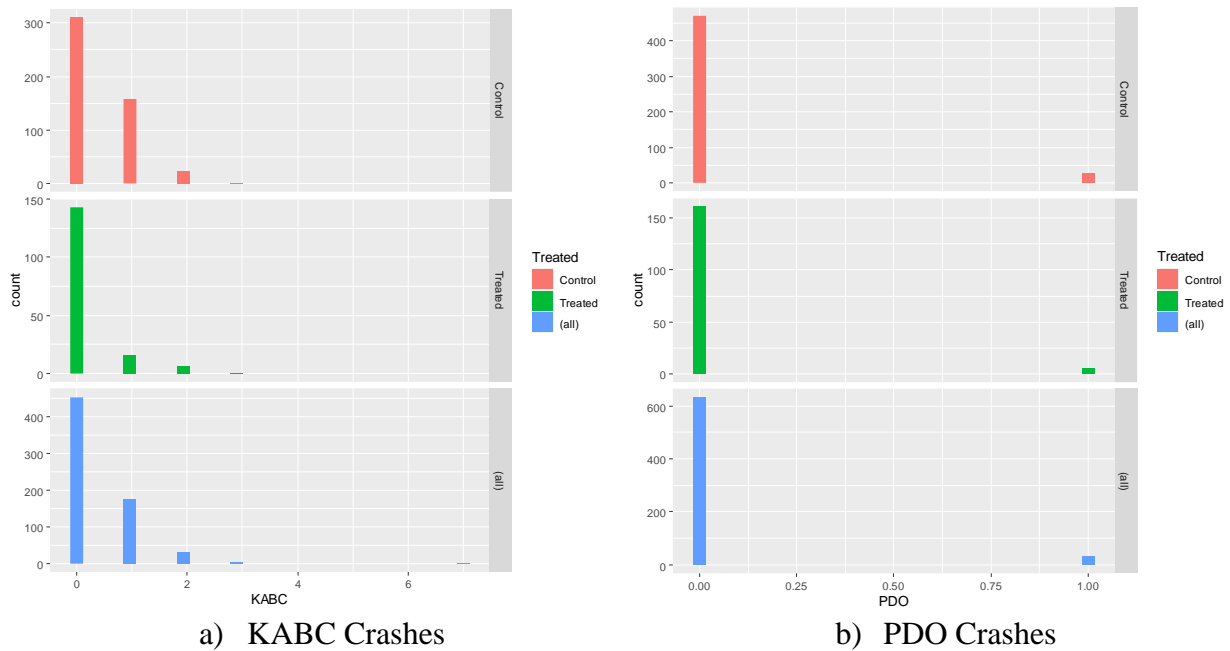 300
200
100
0
Control
150
100
50
0
Treated
400
300
200
100
0
(all)
count
0 2 4 6
KABC
Treated
Control
Treated
(all)
a) KABC Crashes
400
300
200
100
0
Control
150
100
50
0
Treated
600
400
200
0
(all)
count
0.00 0.25 0.50 0.75 1.00
PDO
Treated
Control
Treated
(all)
b) PDO Crashes